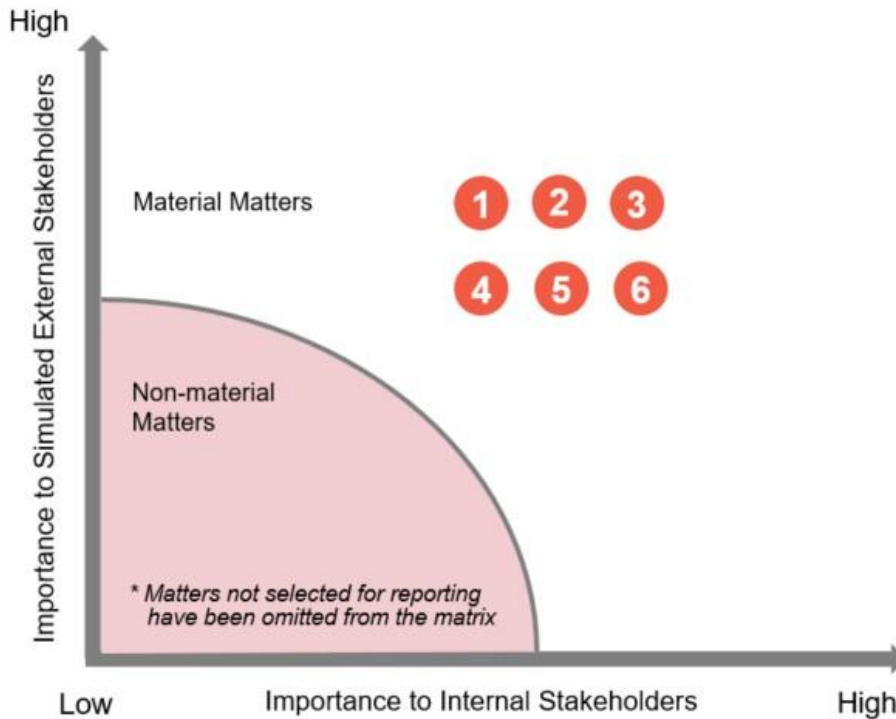 High
Importance to Simulated External Stakeholders
Material Matters
1 2 3
4 5 6
Non-material
Matters
* Matters not selected for reporting
have been omitted from the matrix
Low
Importance to Internal Stakeholders
High